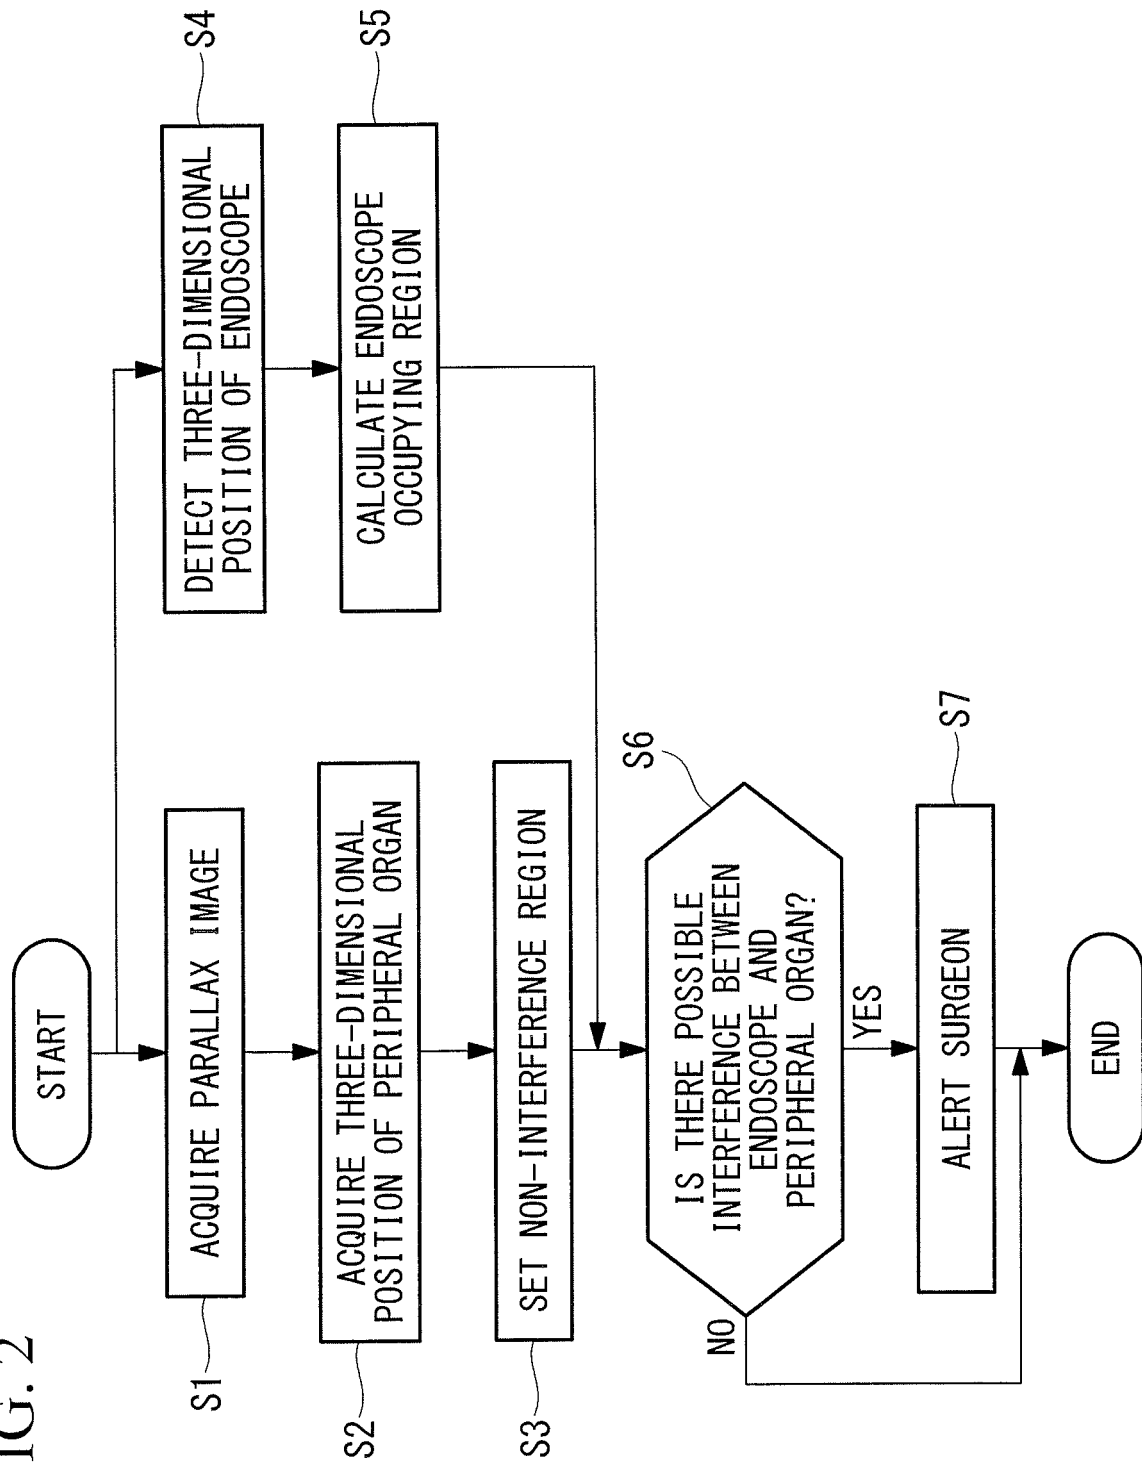 IG. 2
START
S1
ACQUIRE PARALLAX IMAGE
S2
ACQUIRE THREE-DIMENSIONAL
POSITION OF PERIPHERAL ORGAN
S3
SET NON-INTERFERENCE REGION
S4
DETECT THREE-DIMENSIONAL
POSITION OF ENDOSCOPE
S5
CALCULATE ENDOSCOPE
OCCUPYING REGION
S6
IS THERE POSSIBLE
INTERFERENCE BETWEEN
ENDOSCOPE AND
PERIPHERAL ORGAN?
NO
YES
S7
ALERT SURGEON
END